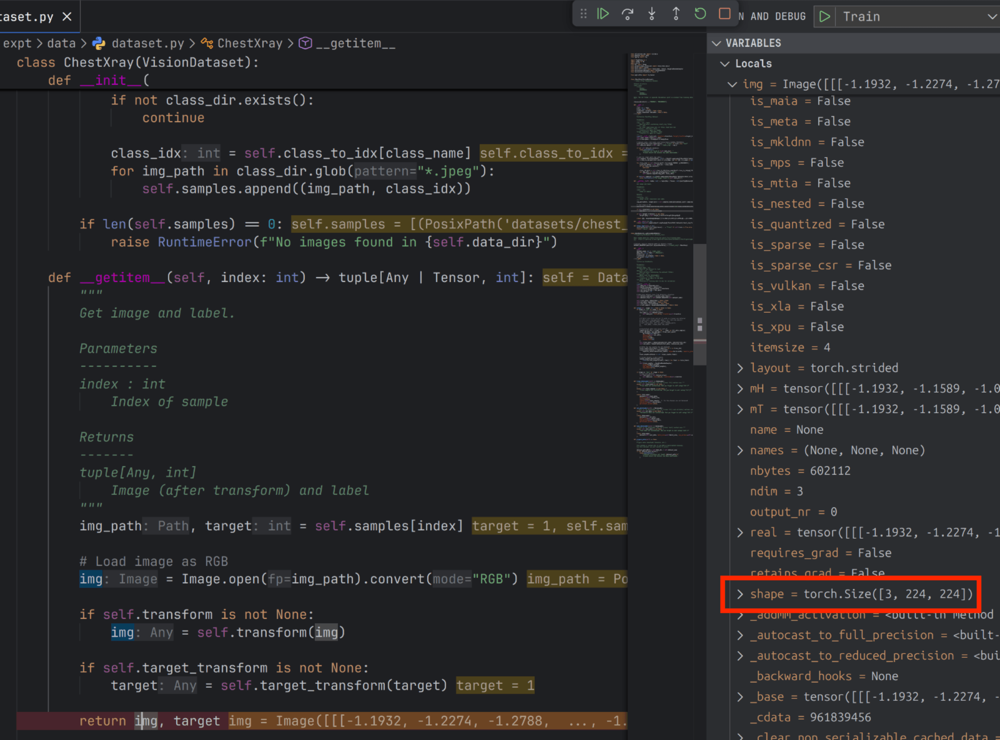 taset.py
N AND DEBUG Train
expt > data > dataset.py > ChestXray > __getitem__
class ChestXray(VisionDataset):
def __init__(
if not class_dir.exists():
continue
class_idx: int = self.class_to_idx[class_name] self.class_to_idx =
for img_path in class_dir.glob(pattern="*.jpeg"):
self.samples.append((img_path, class_idx))
if len(self.samples) == 0: self.samples = [(PosixPath('datasets/chest_
raise RuntimeError(f"No images found in {self.data_dir}")
def __getitem__(self, index: int) → tuple[Any | Tensor, int]: self = Data
"""
Get image and label.
Parameters
----------
index : int
Index of sample
Returns
-------
tuple[Any, int]
Image (after transform) and label
"""
img_path: Path, target: int = self.samples[index] target = 1, self.sam
# Load image as RGB
img: Image = Image.open(fp=img_path).convert(mode="RGB") img_path = Po
if self.transform is not None:
img: Any = self.transform(img)
if self.target_transform is not None:
target: Any = self.target_transform(target) target = 1
return img, target img = Image([[[-1.1932, -1.2274, -1.2788, ..., -1.
VARIABLES
Locals
img = Image([[[-1.1932, -1.2274, -1.27
is_maia = False
is_meta = False
is_mkldnn = False
is_mps = False
is_mtia = False
is_nested = False
is_quantized = False
is_sparse = False
is_sparse_csr = False
is_vulkan = False
is_xla = False
is_xpu = False
itemsize = 4
layout = torch.strided
mH = tensor([[[-1.1932, -1.1589, -1.0
mT = tensor([[[-1.1932, -1.1589, -1.0
name = None
names = (None, None, None)
nbytes = 602112
ndim = 3
output_nr = 0
real = tensor([[[-1.1932, -1.2274, -1
requires_grad = False
retains_grad = False
shape = torch.Size([3, 224, 224])
_addmm_activation = <built-in method
_autocast_to_full_precision = <built-
_autocast_to_reduced_precision = <bui
_backward_hooks = None
_base = tensor([[[-1.1932, -1.2274, -
_cdata = 961839456
_clear_non_serializable_cached_data =